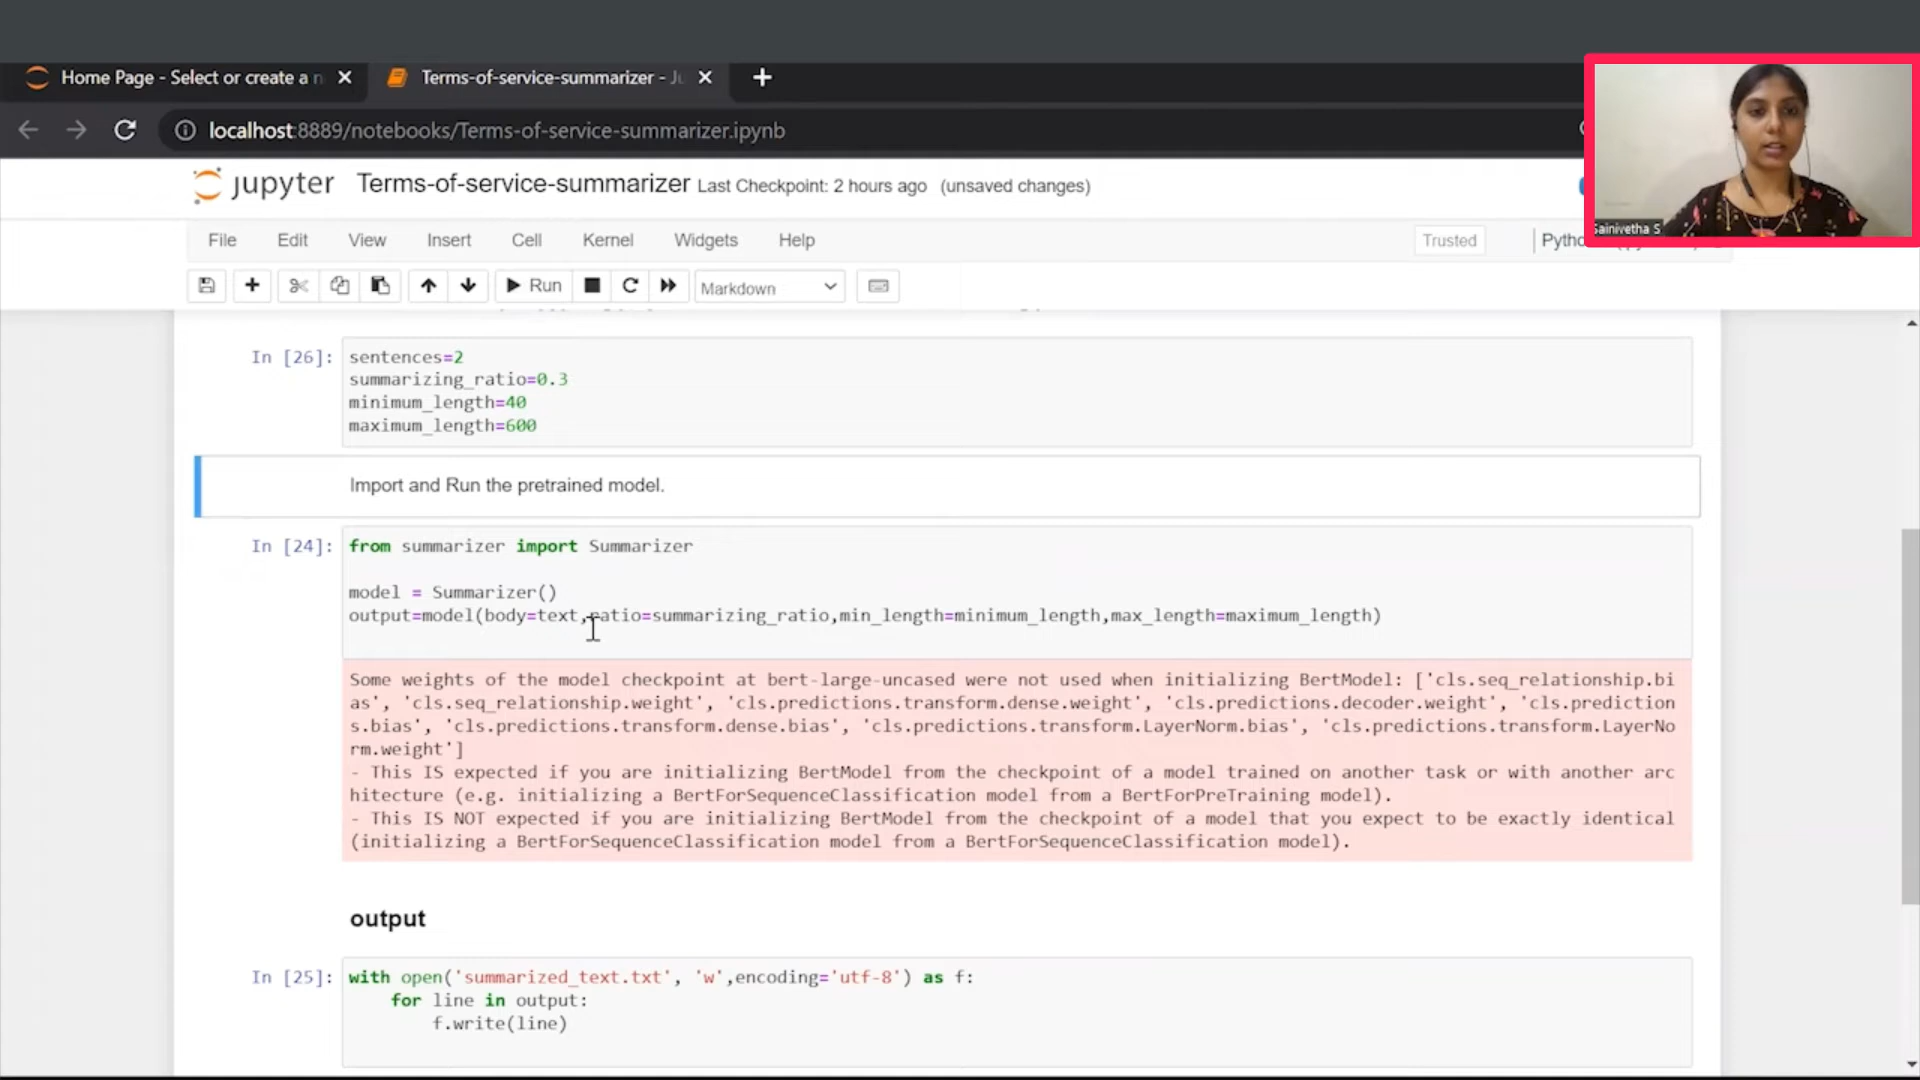 Home Page - Select or create a n
Terms-of-service-summarizer - Ju
localhost:8889/notebooks/Terms-of-service-summarizer.ipynb
jupyter Terms-of-service-summarizer Last Checkpoint: 2 hours ago (unsaved changes)
Sainivetha S
File Edit View Insert Cell Kernel Widgets Help Trusted
Run Markdown
In [26]: sentences=2
summarizing_ratio=0.3
minimum_length=40
maximum_length=600
Import and Run the pretrained model.
In [24]: from summarizer import Summarizer
model = Summarizer()
output=model(body=text,ratio=summarizing_ratio,min_length=minimum_length,max_length=maximum_length)
Some weights of the model checkpoint at bert-large-uncased were not used when initializing BertModel: ['cls.seq_relationship.bi
as', 'cls.seq_relationship.weight', 'cls.predictions.transform.dense.weight', 'cls.predictions.decoder.weight', 'cls.prediction
s.bias', 'cls.predictions.transform.dense.bias', 'cls.predictions.transform.LayerNorm.bias', 'cls.predictions.transform.LayerNo
rm.weight']
- This IS expected if you are initializing BertModel from the checkpoint of a model trained on another task or with another arc
hitecture (e.g. initializing a BertForSequenceClassification model from a BertForPreTraining model).
- This IS NOT expected if you are initializing BertModel from the checkpoint of a model that you expect to be exactly identical
(initializing a BertForSequenceClassification model from a BertForSequenceClassification model).
output
In [25]: with open('summarized_text.txt', 'w',encoding='utf-8') as f:
for line in output:
f.write(line)